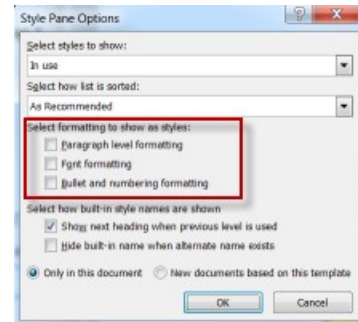 Style Pane Options
Select styles to show:
In use
Select how list is sorted:
As Recommended
Select formatting to show as styles:
Paragraph level formatting
Font formatting
Bullet and numbering formatting
Select how built-in style names are shown
Show next heading when previous level is used
Hide built-in name when alternate name exists
Only in this document New documents based on this template
OK Cancel